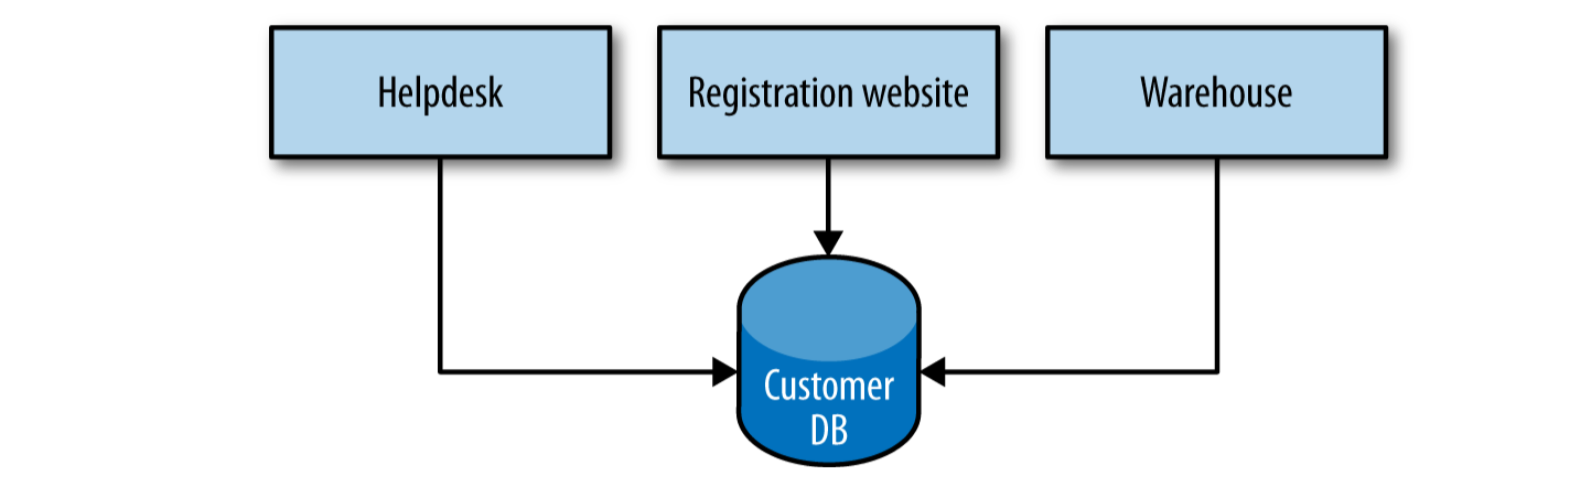 Helpdesk
Registration website
Warehouse
Customer
DB